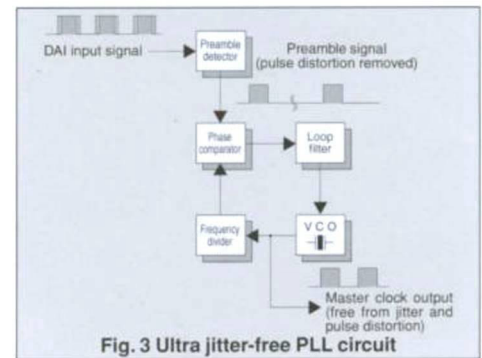 DAI input signal
Preamble
detector
Preamble signal
(pulse distortion removed)
Phase
comparator
Loop
filter
Frequency
divider
V C O
Master clock output
(free from jitter and
pulse distortion)
Fig. 3 Ultra jitter-free PLL circuit